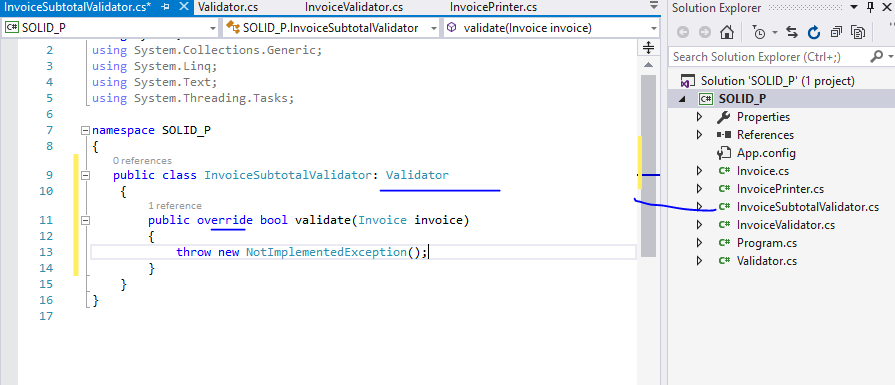 InvoiceSubtotalValidator.cs*
Validator.cs
InvoiceValidator.cs
InvoicePrinter.cs
SOLID_P
SOLID_P.InvoiceSubtotalValidator
validate(Invoice invoice)
2 using System.Collections.Generic;
3 using System.Linq;
4 using System.Text;
5 using System.Threading.Tasks;
6
7 namespace SOLID_P
8 {
0 references
9 public class InvoiceSubtotalValidator: Validator
10 {
1 reference
11 public override bool validate(Invoice invoice)
12 {
13 throw new NotImplementedException();
14 }
15 }
16 }
17
Solution Explorer
Search Solution Explorer (Ctrl+;)
Solution 'SOLID_P' (1 project)
C# SOLID_P
Properties
References
App.config
C# Invoice.cs
C# InvoicePrinter.cs
C# InvoiceSubtotalValidator.cs
C# InvoiceValidator.cs
C# Program.cs
C# Validator.cs